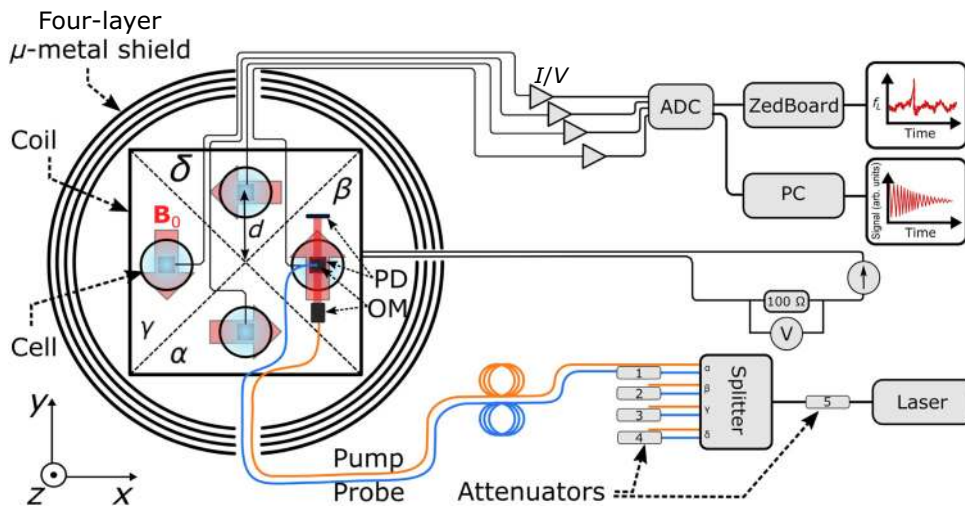 Four-layer
μ-metal shield
Coil
Cell
δ
β
B₀
d
γ
α
PD
OM
I/V
ADC
ZedBoard
f_L
Time
PC
Signal (arb. units)
Time
100 Ω
V
y
z
x
Pump
Probe
1
2
3
4
α
β
γ
δ
Splitter
5
Laser
Attenuators